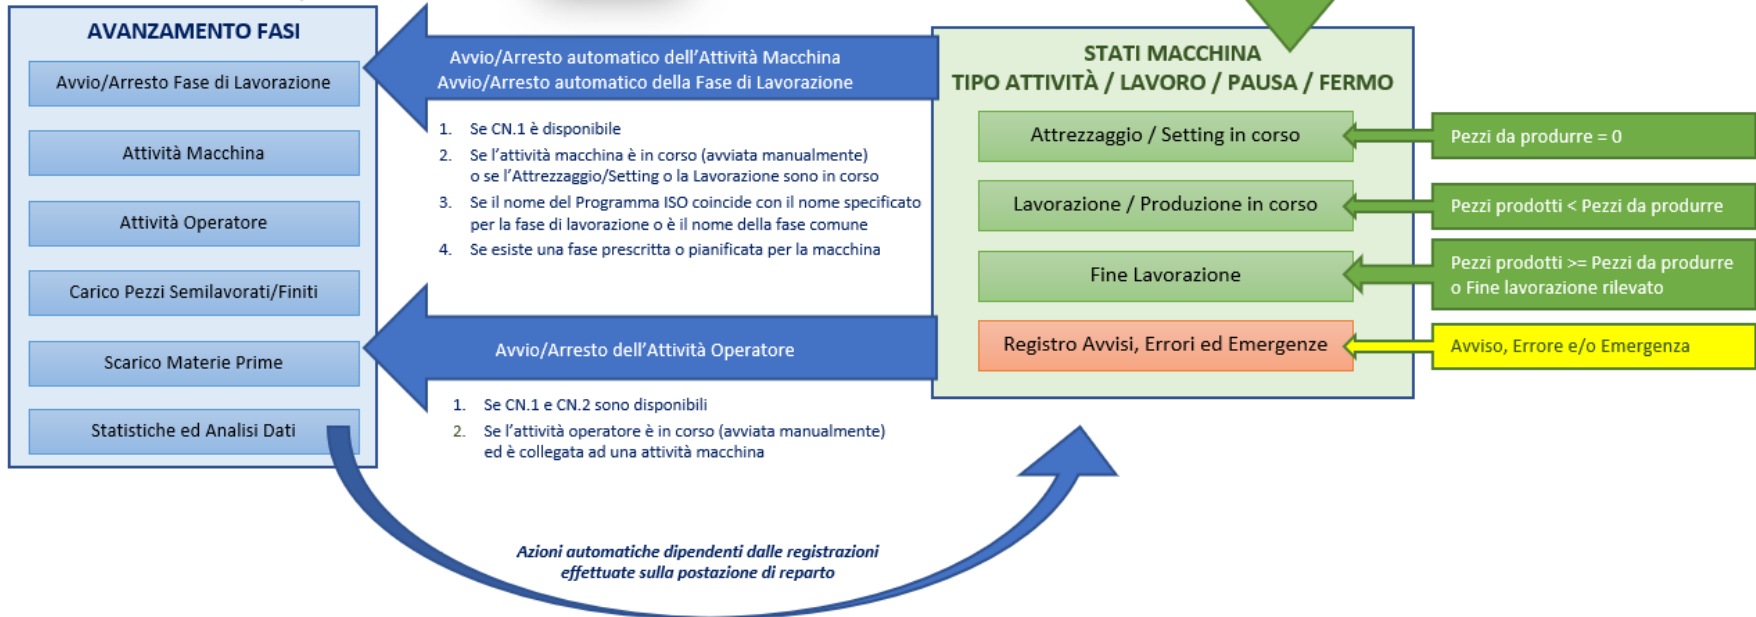 AVANZAMENTO FASI
Avvio/Arresto Fase di Lavorazione
Attività Macchina
Attività Operatore
Carico Pezzi Semilavorati/Finiti
Scarico Materie Prime
Statistiche ed Analisi Dati
Avvio/Arresto automatico dell'Attività Macchina
Avvio/Arresto automatico della Fase di Lavorazione
1. Se CN.1 è disponibile
2. Se l'attività macchina è in corso (avviata manualmente)
o se l'Attrezzaggio/Setting o la Lavorazione sono in corso
3. Se il nome del Programma ISO coincide con il nome specificato
per la fase di lavorazione o è il nome della fase comune
4. Se esiste una fase prescritta o pianificata per la macchina
Avvio/Arresto dell'Attività Operatore
1. Se CN.1 e CN.2 sono disponibili
2. Se l'attività operatore è in corso (avviata manualmente)
ed è collegata ad una attività macchina
Azioni automatiche dipendenti dalle registrazioni
effettuate sulla postazione di reparto
STATI MACCHINA
TIPO ATTIVITÀ / LAVORO / PAUSA / FERMO
Attrezzaggio / Setting in corso
Lavorazione / Produzione in corso
Fine Lavorazione
Registro Avvisi, Errori ed Emergenze
Pezzi da produrre = 0
Pezzi prodotti < Pezzi da produrre
Pezzi prodotti >= Pezzi da produrre
o Fine lavorazione rilevato
Avviso, Errore e/o Emergenza